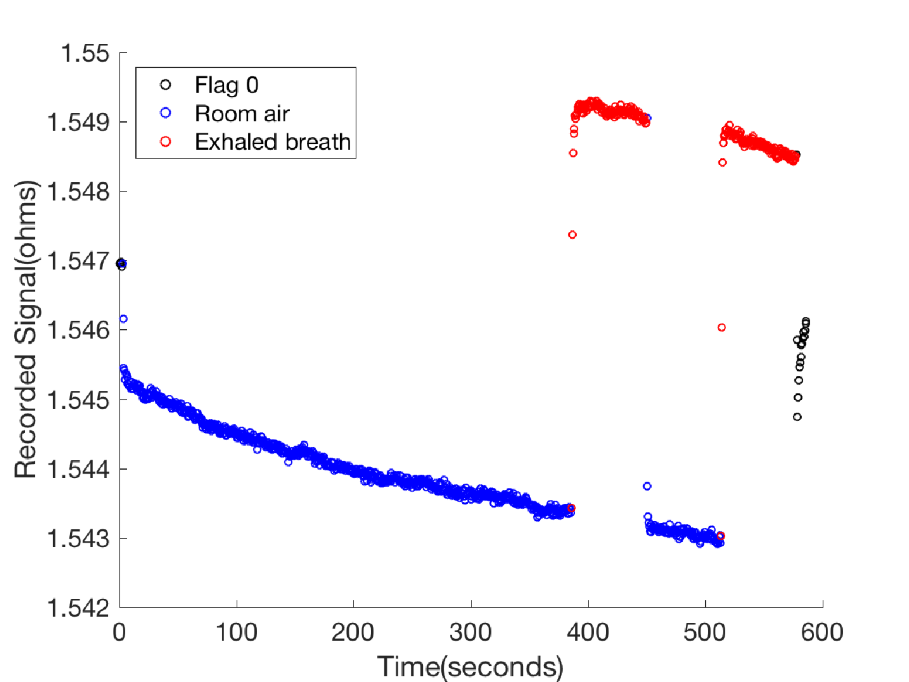 1.55
1.549
1.548
1.547
1.546
1.545
1.544
1.543
1.542
Recorded Signal(ohms)
Flag 0
Room air
Exhaled breath
0 100 200 300 400 500 600
Time(seconds)